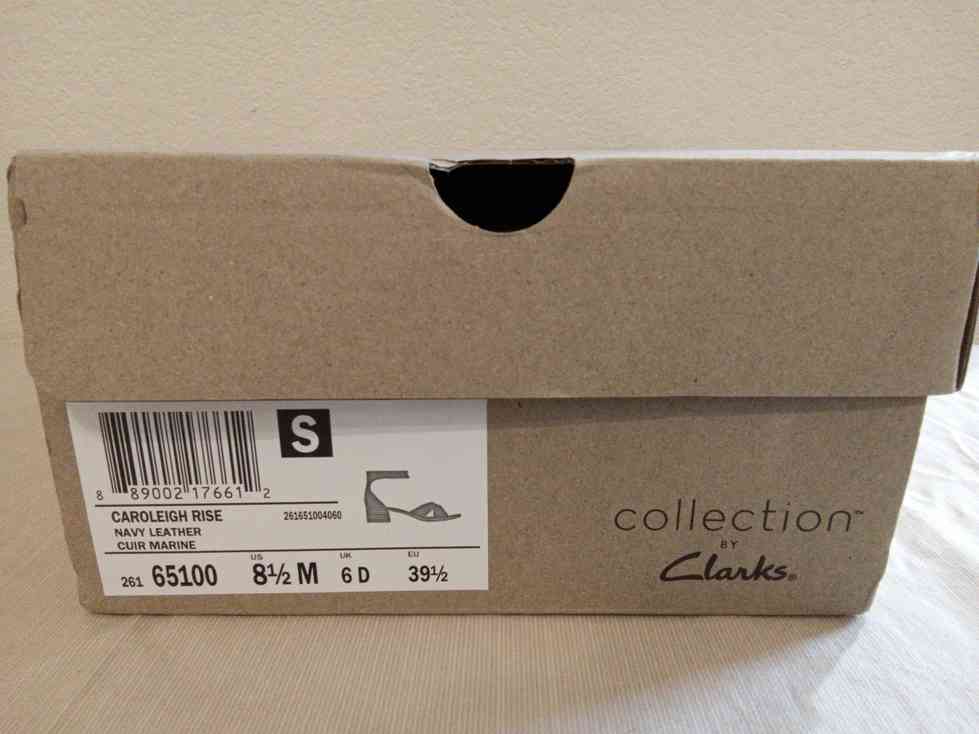 S
8 89002 17661 2
CAROLEIGH RISE 261651004060
NAVY LEATHER
CUIR MARINE
US UK EU
261 65100 8½ M 6 D 39½
collection™
BY
Clarks®